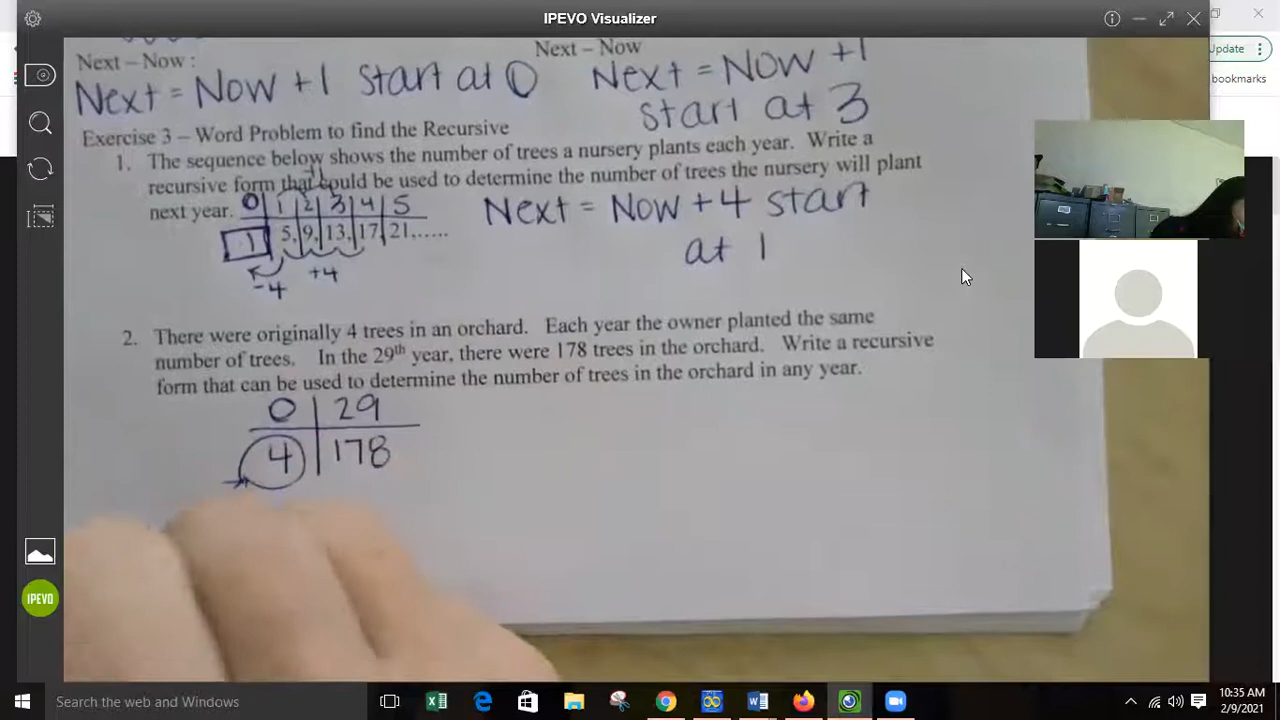 IPEVO Visualizer
Update
bookmarks
Next – Now :
Next = Now +1 start at 0
Next – Now
Next = Now +1
start at 3
Exercise 3 – Word Problem to find the Recursive
1. The sequence below shows the number of trees a nursery plants each year. Write a
recursive form that could be used to determine the number of trees the nursery will plant
next year.
0 1 2 3 4 5
1 5, 9, 13, 17, 21,......
-4 +4
Next = Now +4 start
at 1
2. There were originally 4 trees in an orchard. Each year the owner planted the same
number of trees. In the 29th year, there were 178 trees in the orchard. Write a recursive
form that can be used to determine the number of trees in the orchard in any year.
0 29
4 178
IPEVO
Search the web and Windows
10:35 AM
2/9/2021